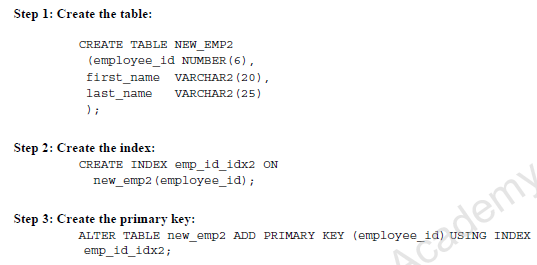 Step 1: Create the table:
CREATE TABLE NEW_EMP2
(employee_id NUMBER(6),
first_name VARCHAR2(20),
last_name VARCHAR2(25)
);
Step 2: Create the index:
CREATE INDEX emp_id_idx2 ON
new_emp2(employee_id);
Step 3: Create the primary key:
ALTER TABLE new_emp2 ADD PRIMARY KEY (employee_id) USING INDEX
emp_id_idx2;
Academy